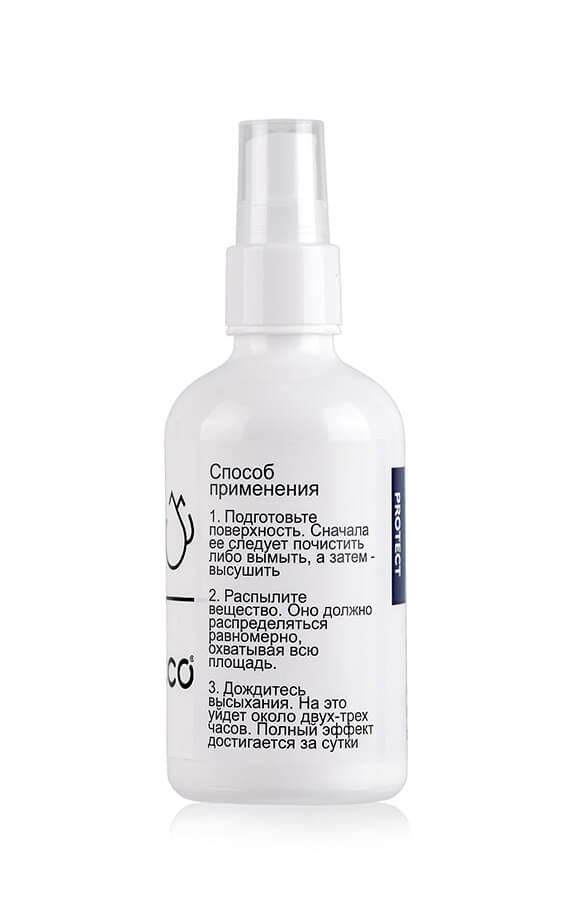 Способ
применения
1. Подготовьте
поверхность. Сначала
ее следует почистить
либо вымыть, а затем -
высушить
2. Распылите
вещество. Оно должно
распределяться
равномерно,
охватывая всю
площадь.
3. Дождитесь
высыхания. На это
уйдет около двух-трех
часов. Полный эффект
достигается за сутки
PROTECT
CO®